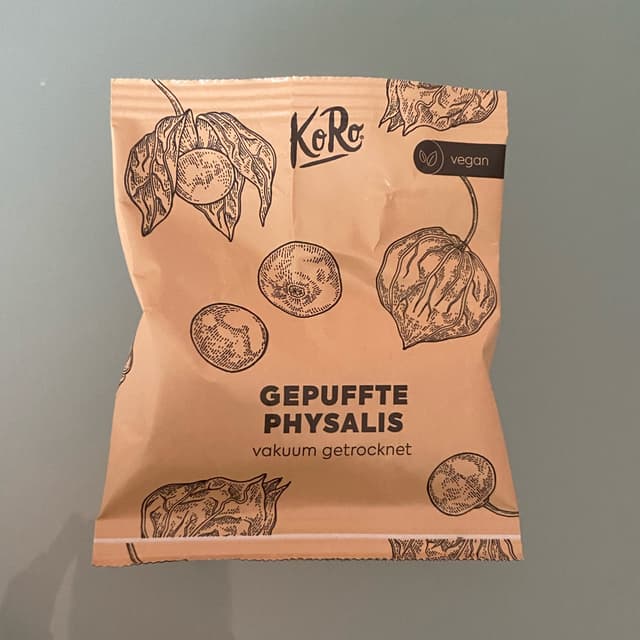 KoRo
vegan
GEPUFFTE
PHYSALIS
vakuum getrocknet